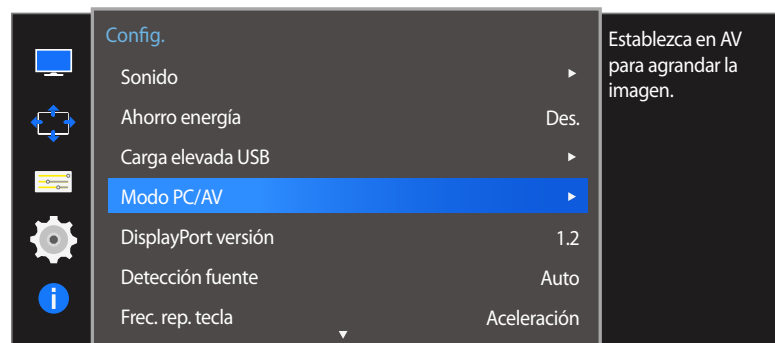 Config.
Sonido
Ahorro energía Des.
Carga elevada USB
Modo PC/AV
DisplayPort versión 1.2
Detección fuente Auto
Frec. rep. tecla Aceleración
Establezca en AV
para agrandar la
imagen.